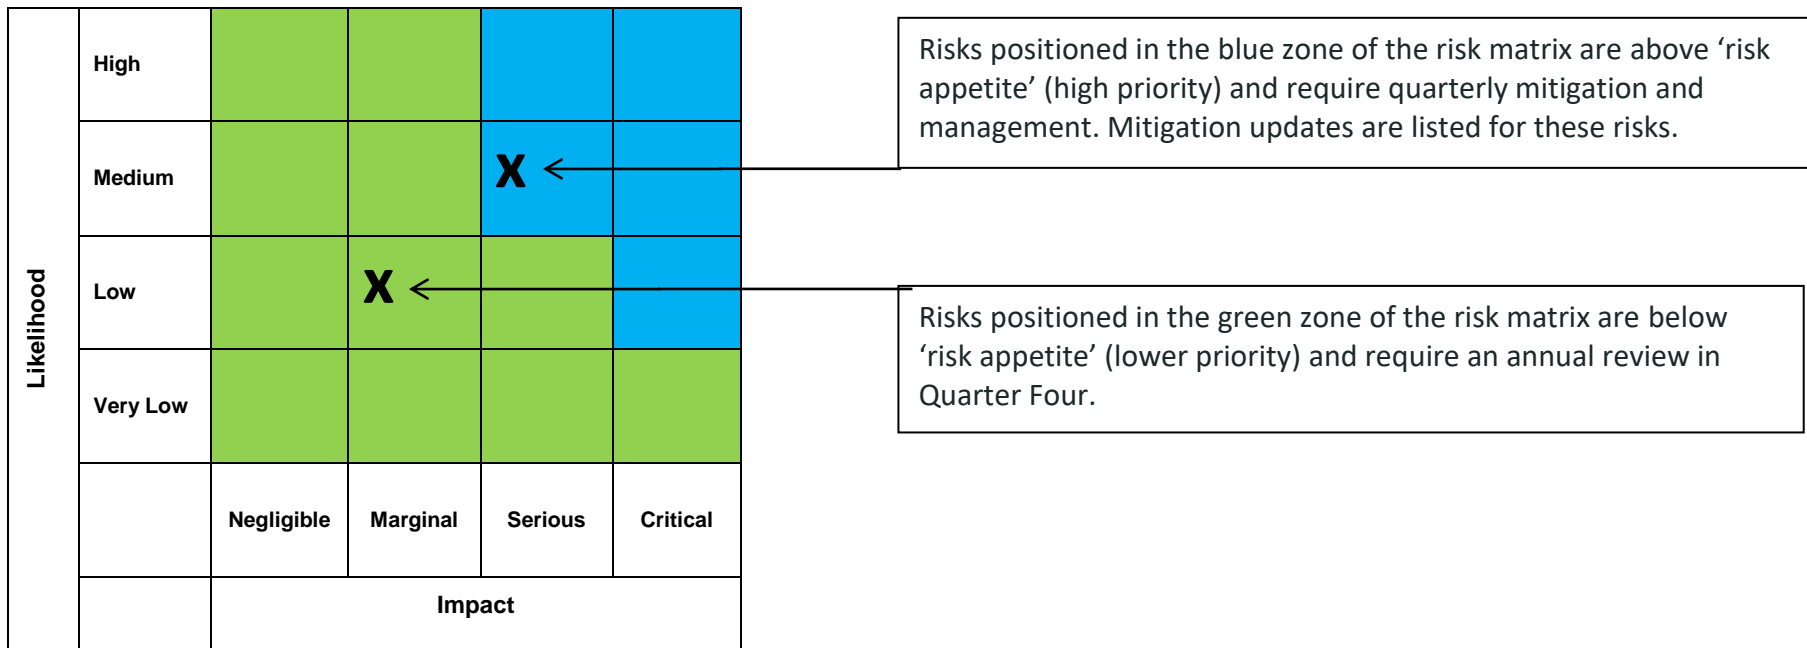 High
Risks positioned in the blue zone of the risk matrix are above ‘risk
appetite’ (high priority) and require quarterly mitigation and
management. Mitigation updates are listed for these risks.
Medium
X
Likelihood
Low
X
Risks positioned in the green zone of the risk matrix are below
‘risk appetite’ (lower priority) and require an annual review in
Quarter Four.
Very Low
Negligible Marginal Serious Critical
Impact